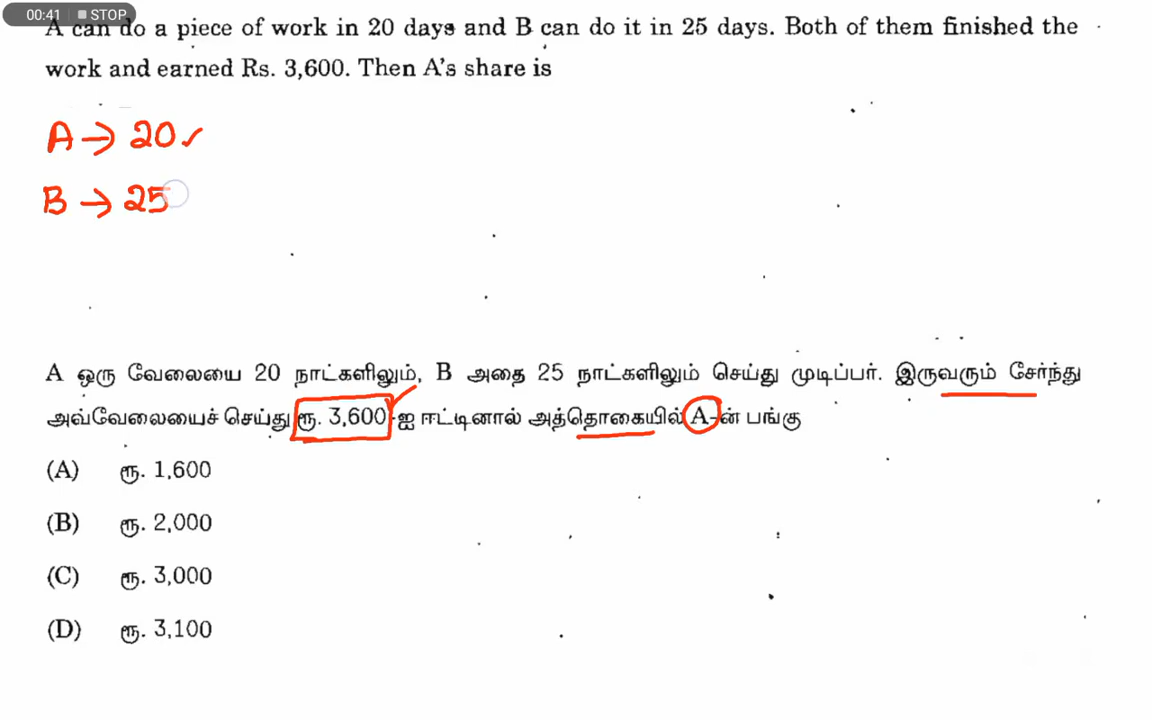 00:41 STOP
A can do a piece of work in 20 days and B can do it in 25 days. Both of them finished the
work and earned Rs. 3,600. Then A's share is
A → 20 ✓
B → 25
A ஒரு வேலையை 20 நாட்களிலும், B அதை 25 நாட்களிலும் செய்து முடிப்பர். இருவரும் சேர்ந்து
அவ்வேலையைச் செய்து ரூ. 3,600-ஐ ஈட்டினால் அத்தொகையில் A-ன் பங்கு
(A) ரூ. 1,600
(B) ரூ. 2,000
(C) ரூ. 3,000
(D) ரூ. 3,100